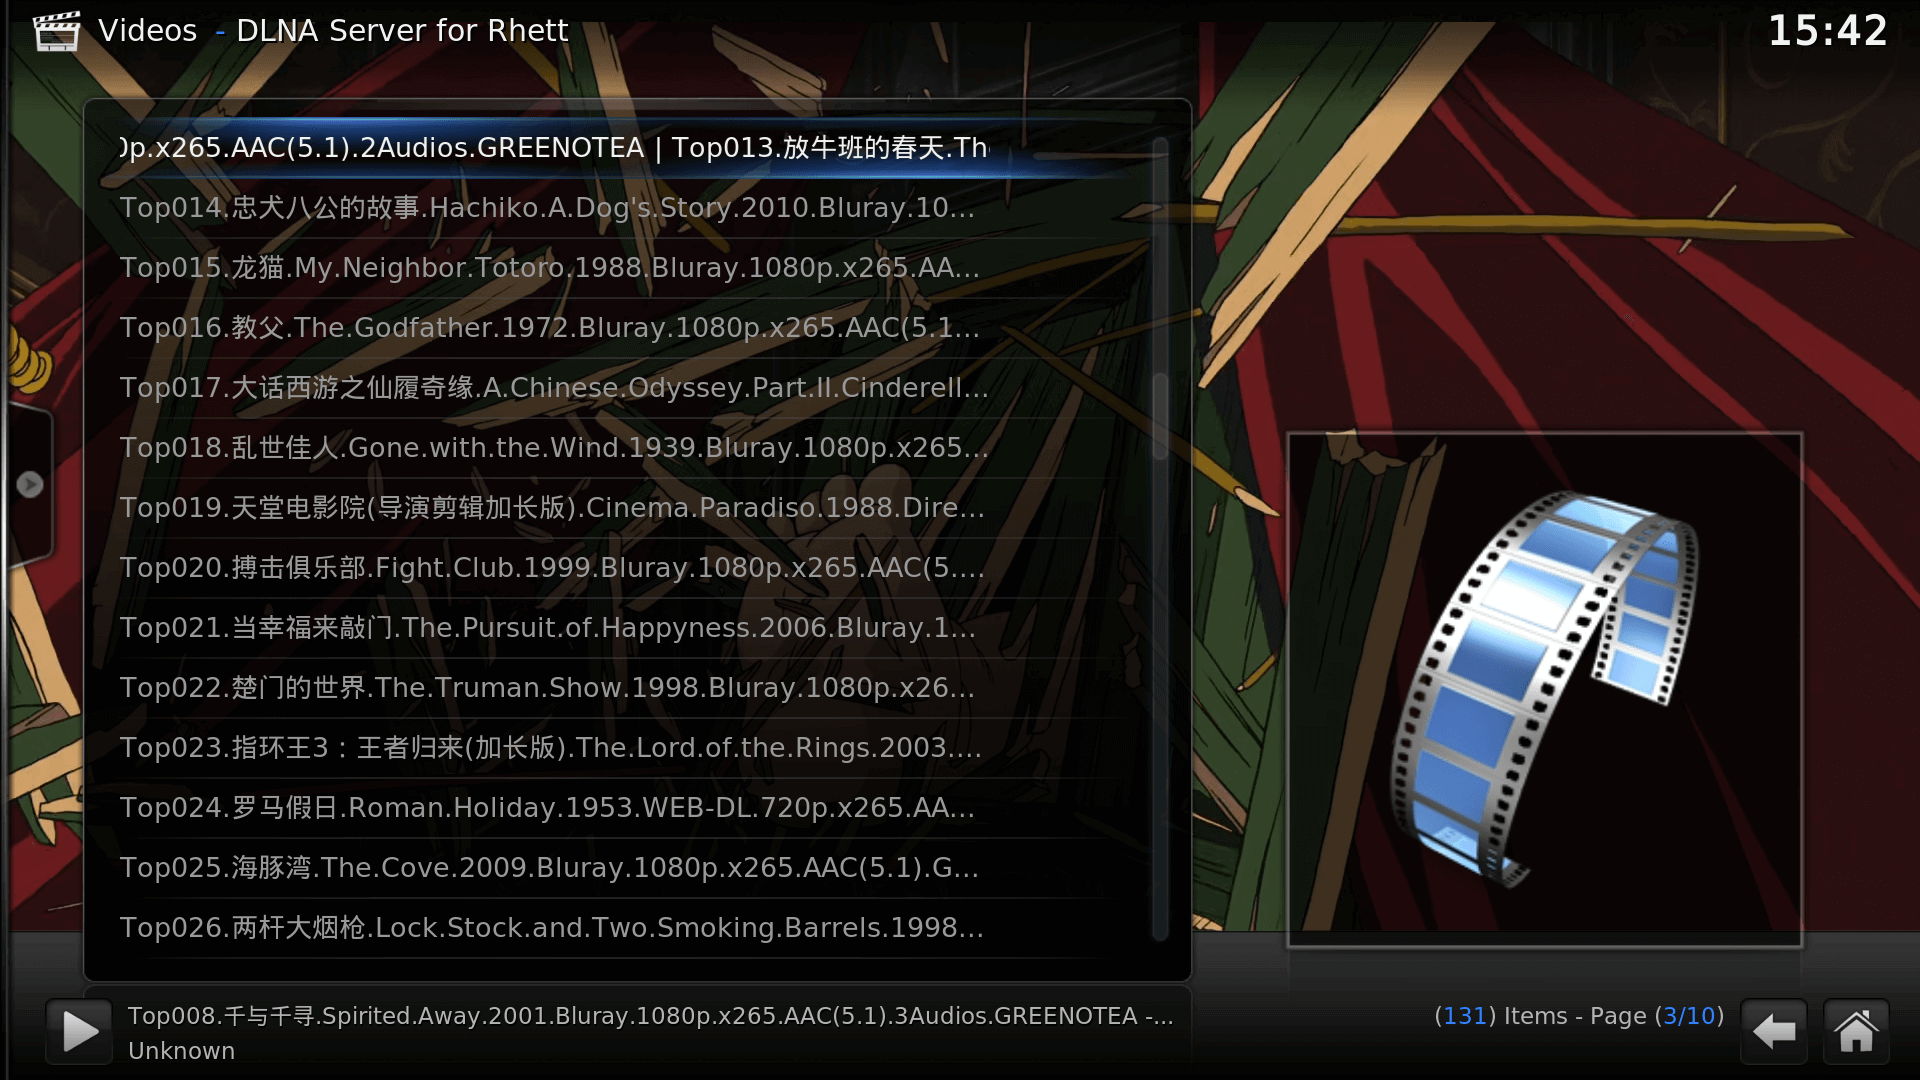 Videos - DLNA Server for Rhett
15:42
p.x265.AAC(5.1).2Audios.GREENOTEA | Top013.放牛班的春天.Th
Top014.忠犬八公的故事.Hachiko.A.Dog's.Story.2010.Bluray.10...
Top015.龙猫.My.Neighbor.Totoro.1988.Bluray.1080p.x265.AA...
Top016.教父.The.Godfather.1972.Bluray.1080p.x265.AAC(5.1...
Top017.大话西游之仙履奇缘.A.Chinese.Odyssey.Part.II.Cinderell...
Top018.乱世佳人.Gone.with.the.Wind.1939.Bluray.1080p.x265...
Top019.天堂电影院(导演剪辑加长版).Cinema.Paradiso.1988.Dire...
Top020.搏击俱乐部.Fight.Club.1999.Bluray.1080p.x265.AAC(5....
Top021.当幸福来敲门.The.Pursuit.of.Happyness.2006.Bluray.1...
Top022.楚门的世界.The.Truman.Show.1998.Bluray.1080p.x26...
Top023.指环王3：王者归来(加长版).The.Lord.of.the.Rings.2003....
Top024.罗马假日.Roman.Holiday.1953.WEB-DL.720p.x265.AA...
Top025.海豚湾.The.Cove.2009.Bluray.1080p.x265.AAC(5.1).G...
Top026.两杆大烟枪.Lock.Stock.and.Two.Smoking.Barrels.1998...
Top008.千与千寻.Spirited.Away.2001.Bluray.1080p.x265.AAC(5.1).3Audios.GREENOTEA -...
Unknown
(131) Items - Page (3/10)